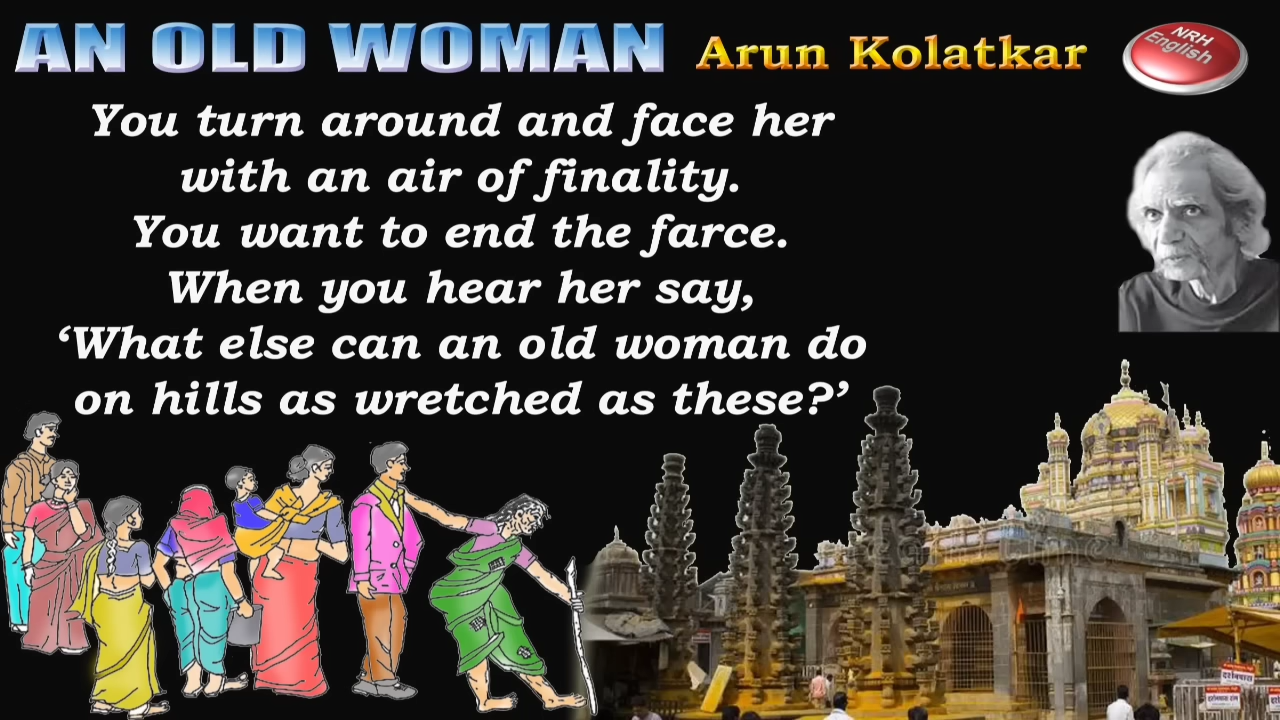 AN OLD WOMAN Arun Kolatkar
NRH
English
You turn around and face her
with an air of finality.
You want to end the farce.
When you hear her say,
‘What else can an old woman do
on hills as wretched as these?’